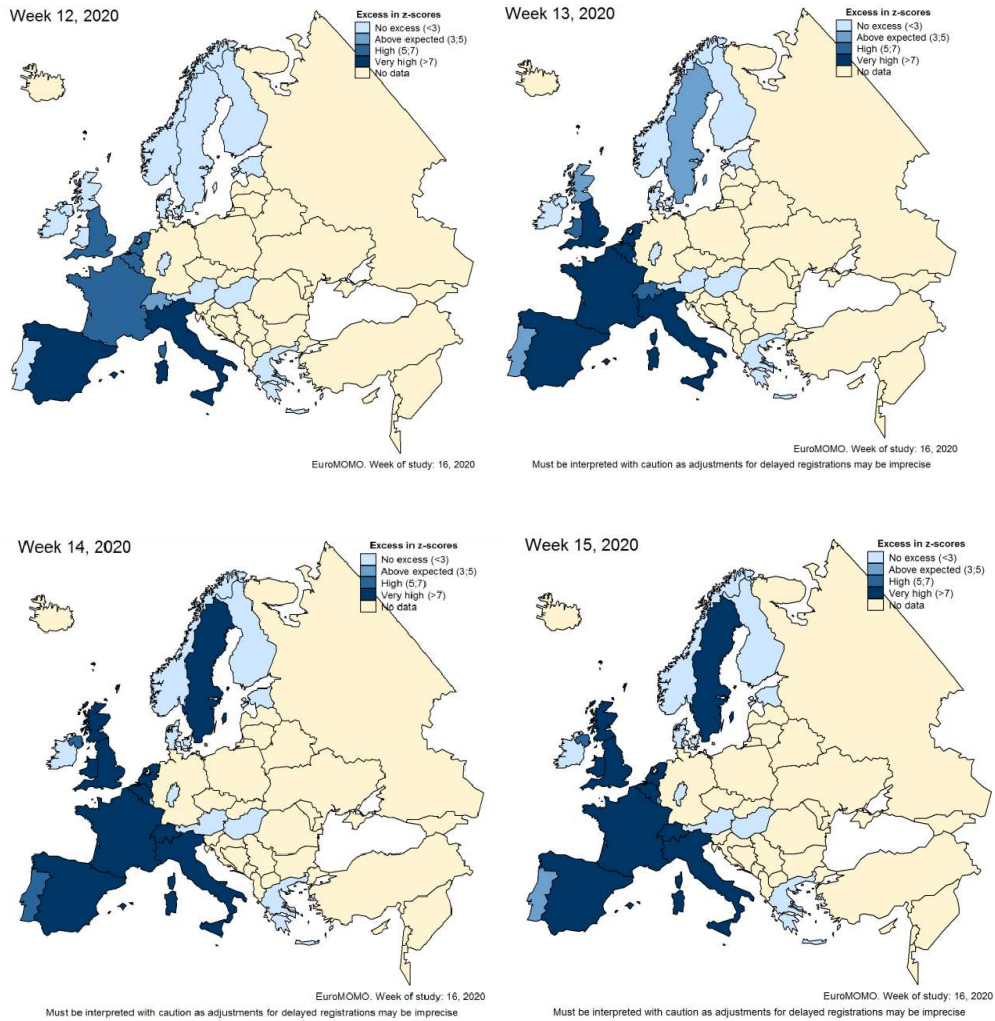 Week 12, 2020
Excess in z-scores
No excess (<3)
Above expected (3;5)
High (5;7)
Very high (>7)
No data
EuroMOMO. Week of study: 16, 2020
Week 13, 2020
Excess in z-scores
No excess (<3)
Above expected (3;5)
High (5;7)
Very high (>7)
No data
EuroMOMO. Week of study: 16, 2020
Must be interpreted with caution as adjustments for delayed registrations may be imprecise
Week 14, 2020
Excess in z-scores
No excess (<3)
Above expected (3;5)
High (5;7)
Very high (>7)
No data
EuroMOMO. Week of study: 16, 2020
Must be interpreted with caution as adjustments for delayed registrations may be imprecise
Week 15, 2020
Excess in z-scores
No excess (<3)
Above expected (3;5)
High (5;7)
Very high (>7)
No data
EuroMOMO. Week of study: 16, 2020
Must be interpreted with caution as adjustments for delayed registrations may be imprecise